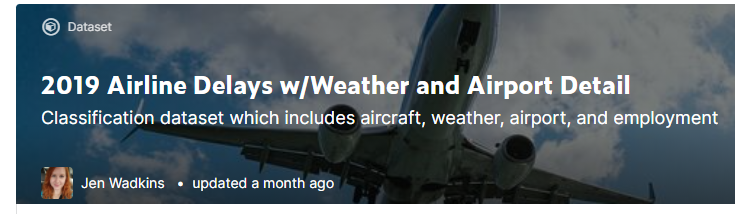 Dataset
2019 Airline Delays w/Weather and Airport Detail
Classification dataset which includes aircraft, weather, airport, and employment
Jen Wadkins • updated a month ago